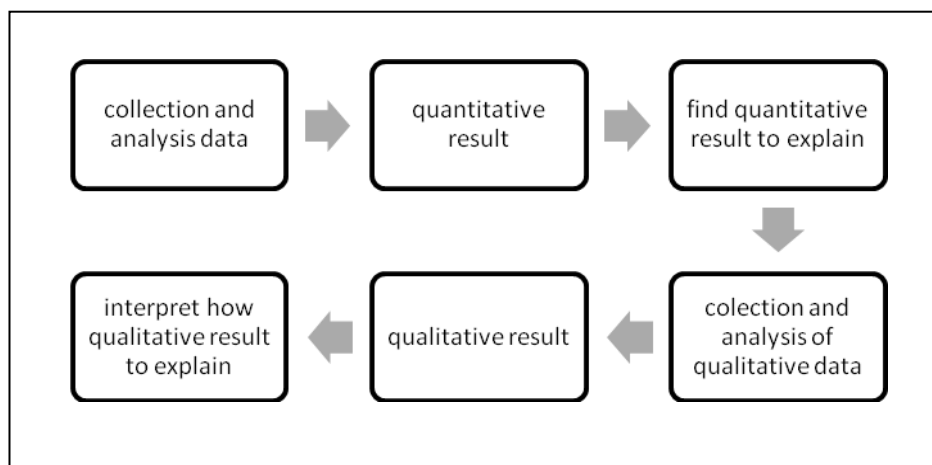 collection and
analysis data
quantitative
result
find quantitative
result to explain
colection and
analysis of
qualitative data
qualitative result
interpret how
qualitative result
to explain